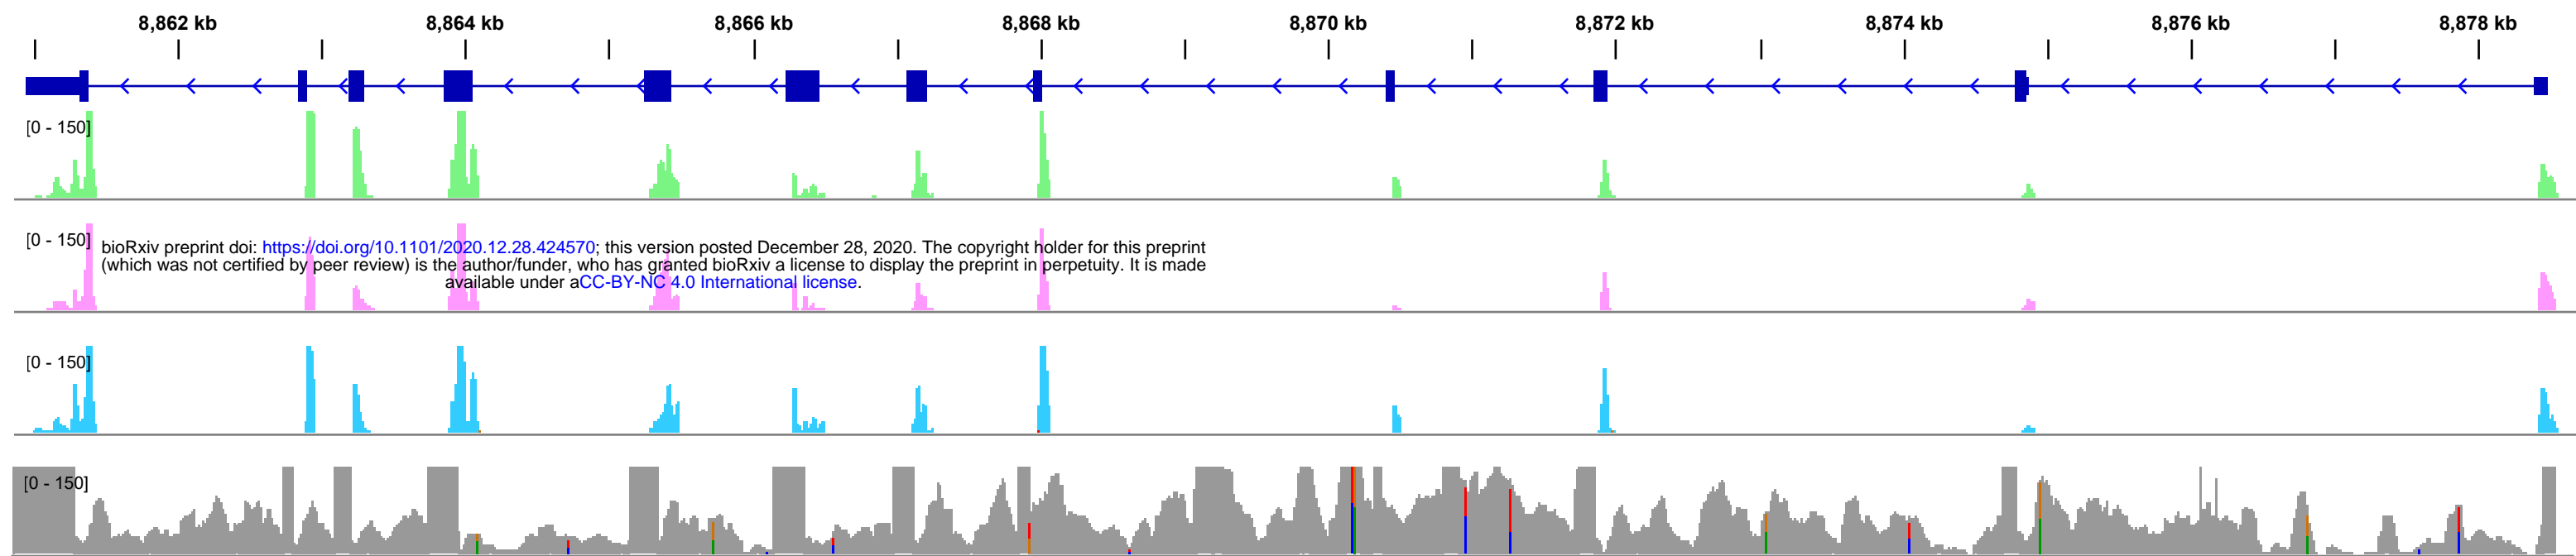 8,862 kb 8,864 kb 8,866 kb 8,868 kb 8,870 kb 8,872 kb 8,874 kb 8,876 kb 8,878 kb
[0 - 150]
[0 - 150]
bioRxiv preprint doi: https://doi.org/10.1101/2020.12.28.424570; this version posted December 28, 2020. The copyright holder for this preprint
(which was not certified by peer review) is the author/funder, who has granted bioRxiv a license to display the preprint in perpetuity. It is made
available under aCC-BY-NC 4.0 International license.
[0 - 150]
[0 - 150]